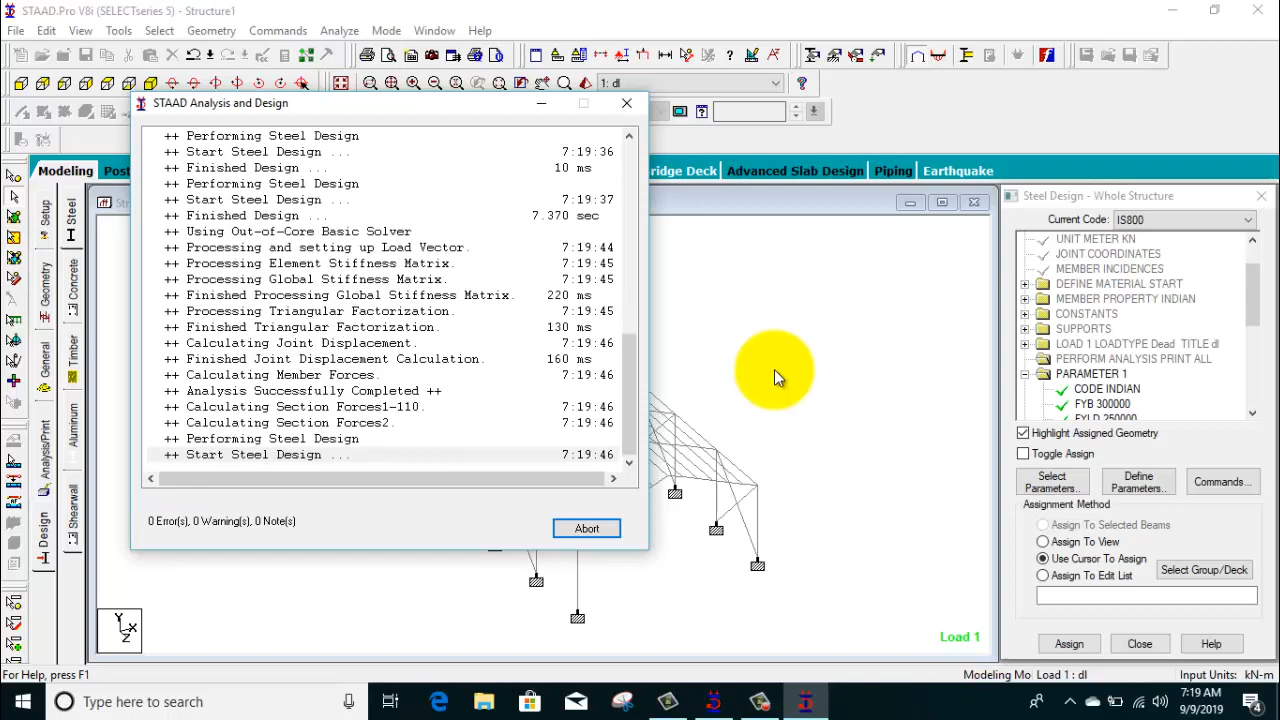 STAAD.Pro V8i (SELECTseries 5) - Structure1
File Edit View Tools Select Geometry Commands Analyze Mode Window Help
1: dl
STAAD Analysis and Design
++ Performing Steel Design
++ Start Steel Design ... 7:19:36
++ Finished Design ... 10 ms
++ Performing Steel Design
++ Start Steel Design ... 7:19:37
++ Finished Design ... 7.370 sec
++ Using Out-of-Core Basic Solver
++ Processing and setting up Load Vector. 7:19:44
++ Processing Element Stiffness Matrix. 7:19:45
++ Processing Global Stiffness Matrix. 7:19:45
++ Finished Processing Global Stiffness Matrix. 220 ms
++ Processing Triangular Factorization. 7:19:45
++ Finished Triangular Factorization. 130 ms
++ Calculating Joint Displacement. 7:19:46
++ Finished Joint Displacement Calculation. 160 ms
++ Calculating Member Forces. 7:19:46
++ Analysis Successfully Completed ++
++ Calculating Section Forces1-110. 7:19:46
++ Calculating Section Forces2. 7:19:46
++ Performing Steel Design
++ Start Steel Design ... 7:19:46
0 Error(s), 0 Warning(s), 0 Note(s)
Abort
Modeling Post ridge Deck Advanced Slab Design Piping Earthquake
Setup
Geometry
General
Analysis/Print
Design
Steel
Concrete
Timber
Aluminum
Shearwall
Y
X
Z
Load 1
Steel Design - Whole Structure
Current Code: IS800
UNIT METER KN
JOINT COORDINATES
MEMBER INCIDENCES
DEFINE MATERIAL START
MEMBER PROPERTY INDIAN
CONSTANTS
SUPPORTS
LOAD 1 LOADTYPE Dead TITLE dl
PERFORM ANALYSIS PRINT ALL
PARAMETER 1
CODE INDIAN
FYB 300000
FYLD 250000
Highlight Assigned Geometry
Toggle Assign
Select Parameters..
Define Parameters..
Commands...
Assignment Method
Assign To Selected Beams
Assign To View
Use Cursor To Assign
Select Group/Deck
Assign To Edit List
Assign Close Help
For Help, press F1
Modeling Mo Load 1 : dl Input Units: kN-m
Type here to search
7:19 AM
9/9/2019
4